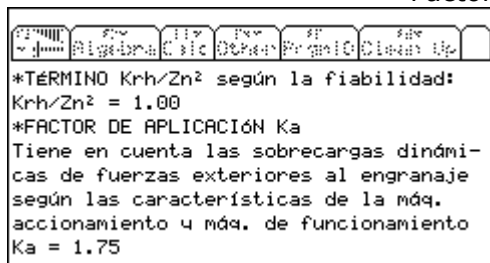 Algebra Calc Other PrgmIO Clean Up
*TéRMINO Krh/Zn² según la fiabilidad:
Krh/Zn² = 1.00
*FACTOR DE APLICACIóN Ka
Tiene en cuenta las sobrecargas dinámi-
cas de fuerzas exteriores al engranaje
según las características de la máq.
accionamiento y máq. de funcionamiento
Ka = 1.75